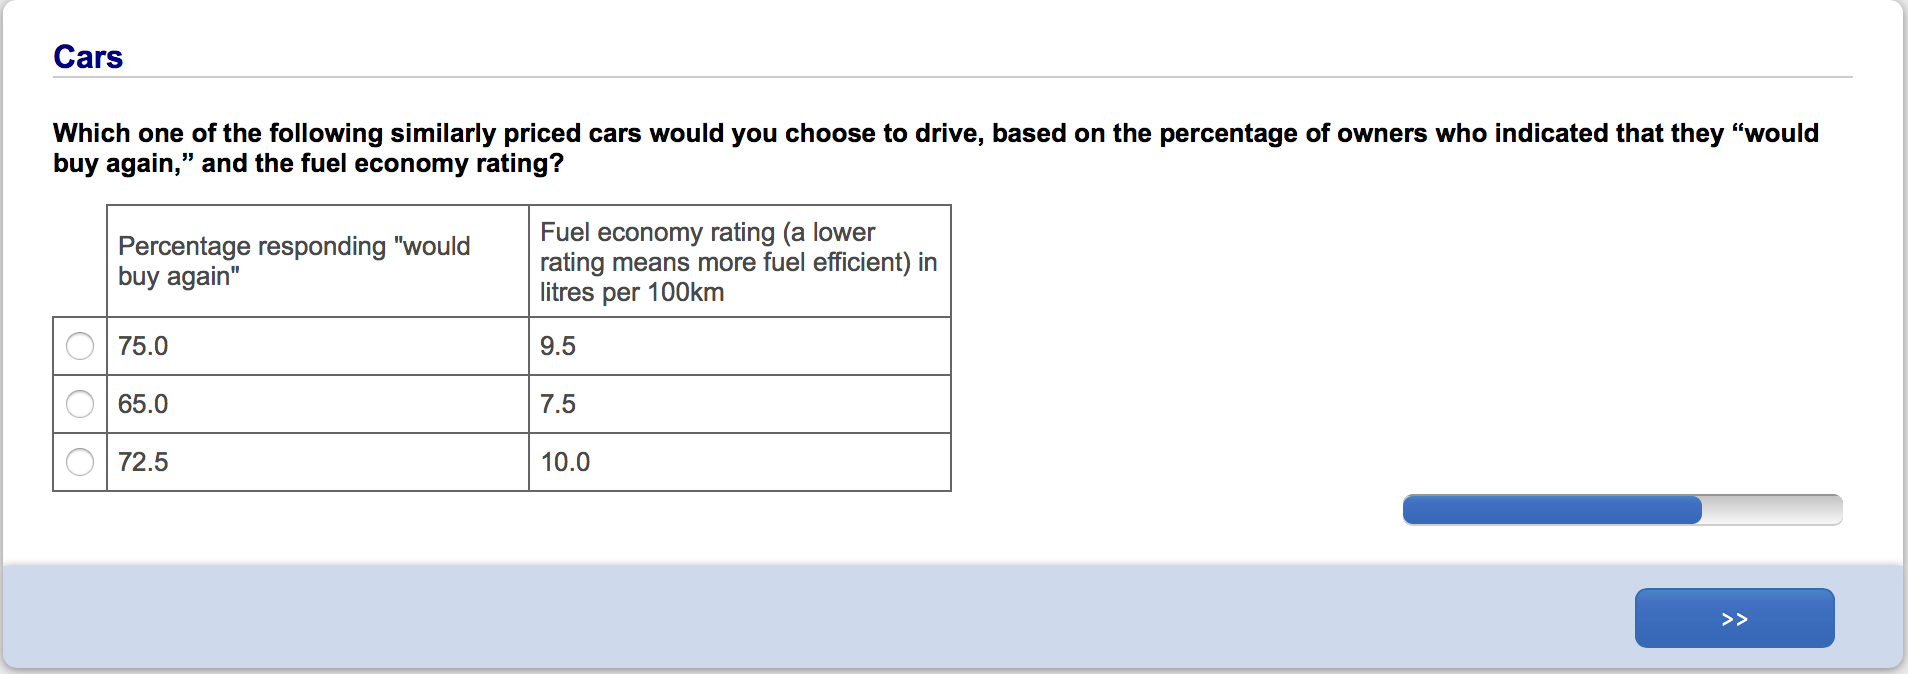 Cars
Which one of the following similarly priced cars would you choose to drive, based on the percentage of owners who indicated that they “would
buy again,” and the fuel economy rating?
Percentage responding "would
buy again"
Fuel economy rating (a lower
rating means more fuel efficient) in
litres per 100km
75.0 9.5
65.0 7.5
72.5 10.0
>>